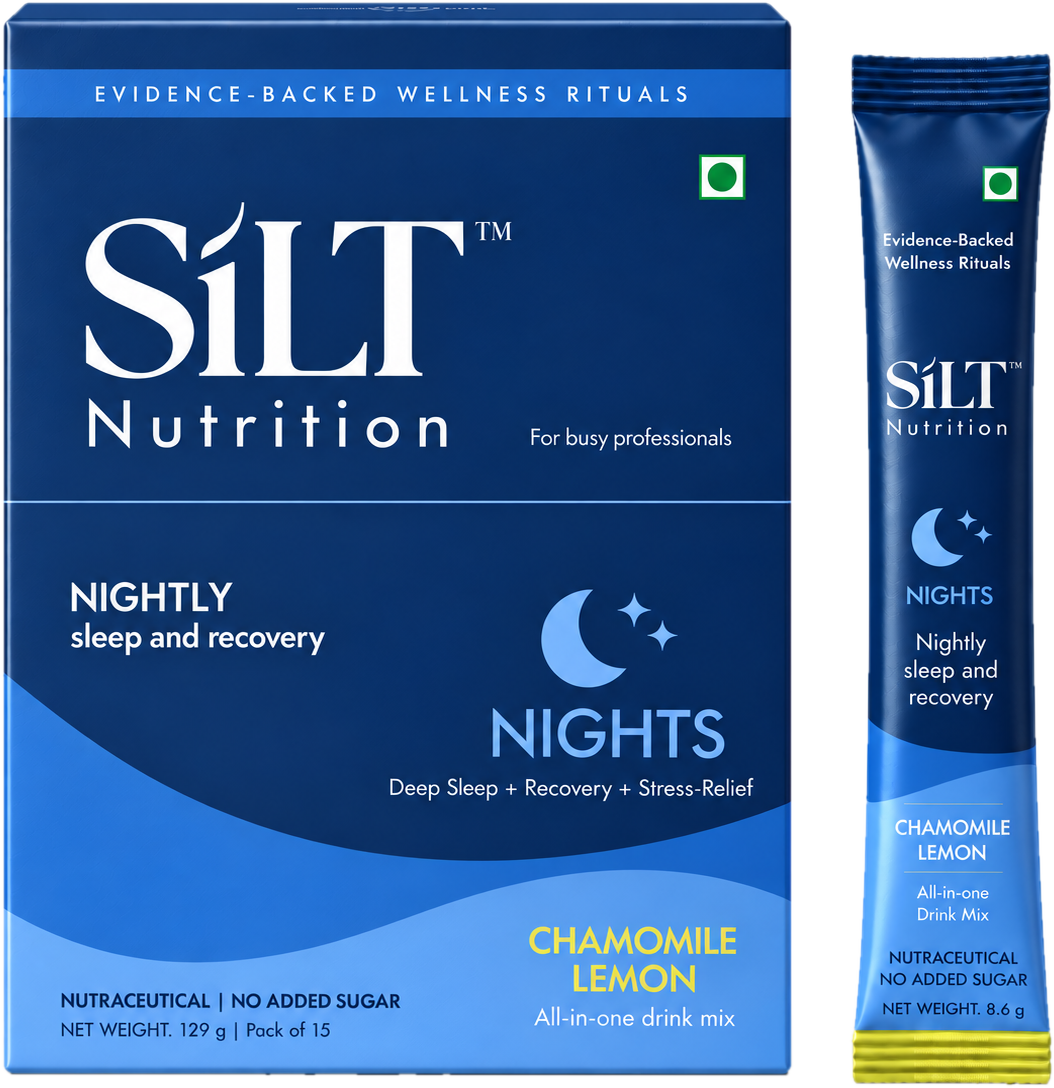 EVIDENCE-BACKED WELLNESS RITUALS
SíLT™
Nutrition
For busy professionals
NIGHTLY
sleep and recovery
NIGHTS
Deep Sleep + Recovery + Stress-Relief
CHAMOMILE
LEMON
All-in-one drink mix
NUTRACEUTICAL | NO ADDED SUGAR
NET WEIGHT. 129 g | Pack of 15
Evidence-Backed
Wellness Rituals
SíLT™
Nutrition
NIGHTS
Nightly
sleep and
recovery
CHAMOMILE
LEMON
All-in-one
Drink Mix
NUTRACEUTICAL
NO ADDED SUGAR
NET WEIGHT. 8.6 g